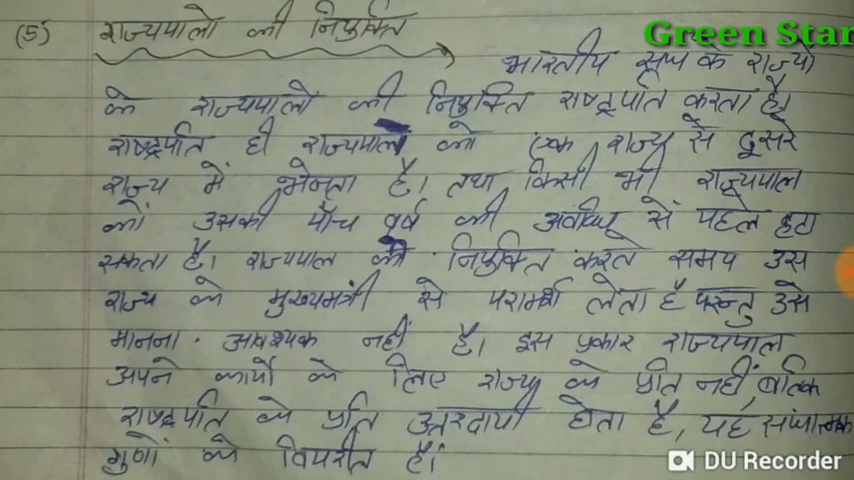 Green Star
(5) राज्यपालो की नियुक्ति
भारतीय संघ के राज्यो
के राज्यपालों की नियुक्ति राष्ट्रपति करता है।
राष्ट्रपति ही राज्यपाल को एक राज्य से दूसरे
राज्य में भेजता है। तथा किसी भी राज्यपाल
कों उसकी पाँच वर्ष की अवधि से पहले हटा
सकता है। राज्यपाल की नियुक्ति करते समय उस
राज्य के मुख्यमंत्री से परामर्श लेता है परन्तु उसे
मानना आवश्यक नहीं है। इस प्रकार राज्यपाल
अपने कार्यों के लिए राज्य के प्रति नहीं, बल्कि
राष्ट्रपति के प्रति उत्तरदायी होता है, यह संघात्मक
गुणों के विपरीत है।
DU Recorder